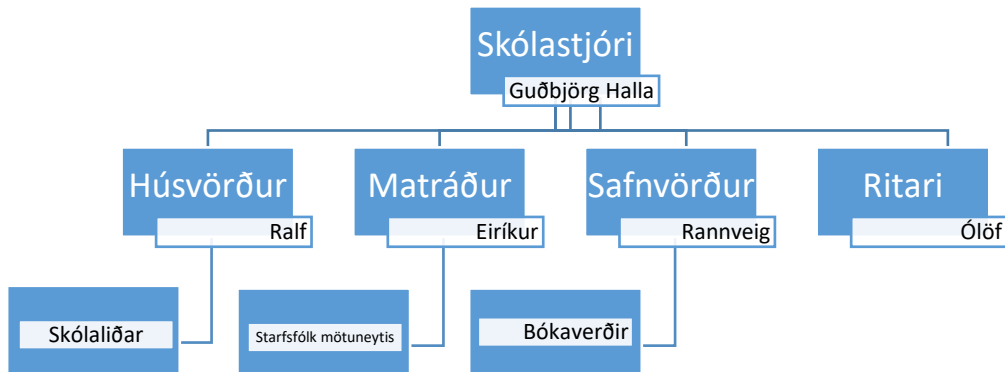 Skólastjóri
Guðbjörg Halla
Húsvörður
Ralf
Matráður
Eiríkur
Safnvörður
Rannveig
Ritari
Ólöf
Skólaliðar
Starfsfólk mötuneytis
Bókaverðir